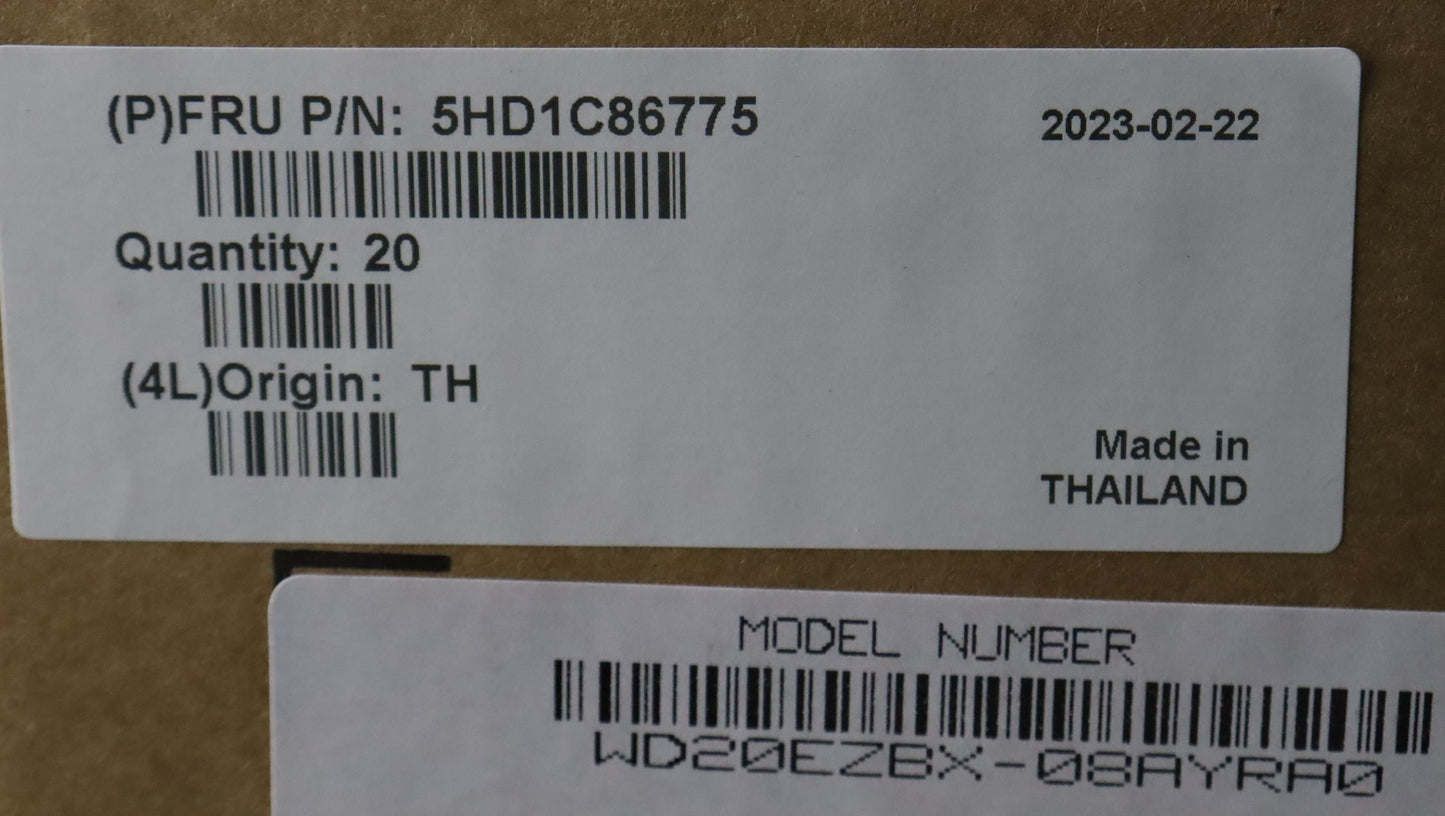 (P)FRU P/N: 5HD1C86775
2023-02-22
Quantity: 20
(4L)Origin: TH
Made in
THAILAND
MODEL NUMBER
WD20EZBX-08AYRA0